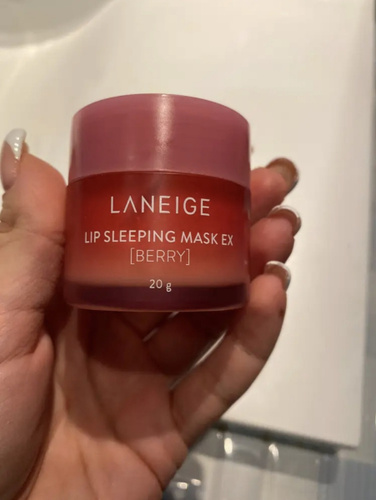 LANEIGE
LIP SLEEPING MASK EX
[BERRY]
20 g